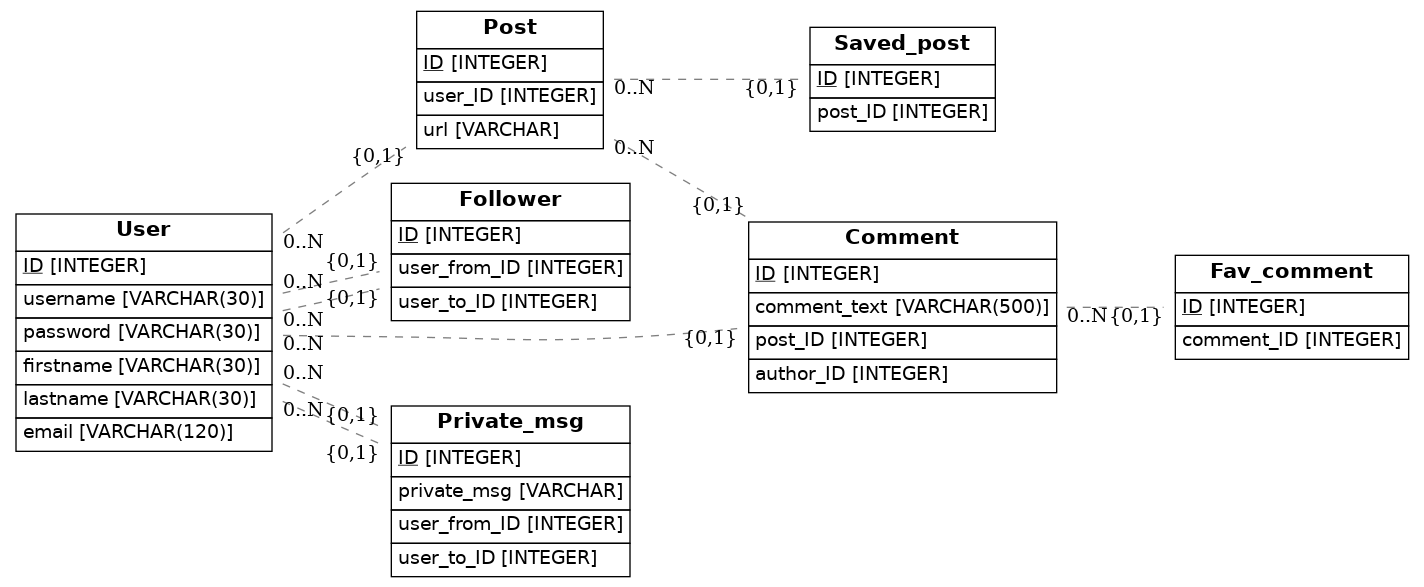 Post
ID [INTEGER]
user_ID [INTEGER]
url [VARCHAR]
Saved_post
ID [INTEGER]
post_ID [INTEGER]
0..N
{0,1}
0..N
{0,1}
{0,1}
0..N
User
ID [INTEGER]
username [VARCHAR(30)]
password [VARCHAR(30)]
firstname [VARCHAR(30)]
lastname [VARCHAR(30)]
email [VARCHAR(120)]
Follower
ID [INTEGER]
user_from_ID [INTEGER]
user_to_ID [INTEGER]
{0,1}
0..N
{0,1}
0..N
0..N
{0,1}
Comment
ID [INTEGER]
comment_text [VARCHAR(500)]
post_ID [INTEGER]
author_ID [INTEGER]
0..N
{0,1}
Fav_comment
ID [INTEGER]
comment_ID [INTEGER]
0..N
{0,1}
0..N
{0,1}
Private_msg
ID [INTEGER]
private_msg [VARCHAR]
user_from_ID [INTEGER]
user_to_ID [INTEGER]